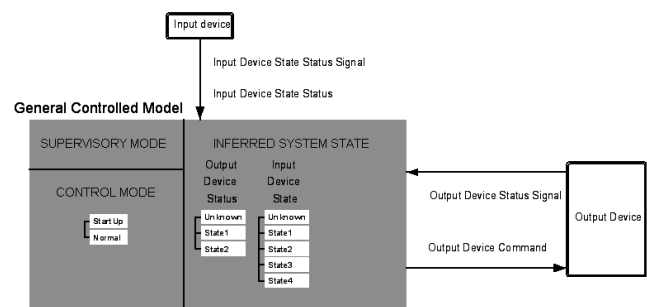 Input device
Input Device State Status Signal
Input Device State Status
General Controlled Model
SUPERVISORY MODE
INFERRED SYSTEM STATE
CONTROL MODE
Start Up
Normal
Output
Device
Status
Unknown
State1
State2
Input
Device
State
Unknown
State1
State2
State3
State4
Output Device Status Signal
Output Device Command
Output Device